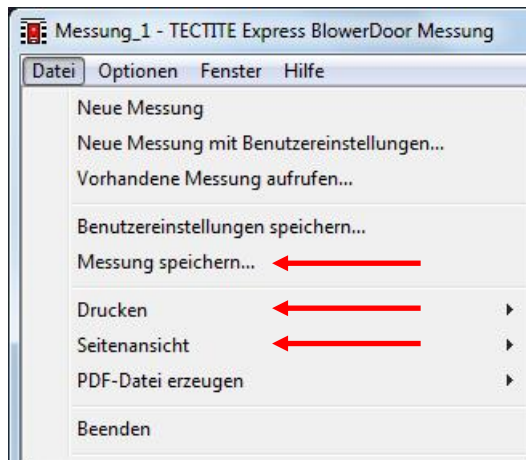 Messung_1 - TECTITE Express BlowerDoor Messung
Datei Optionen Fenster Hilfe
Neue Messung
Neue Messung mit Benutzereinstellungen...
Vorhandene Messung aufrufen...
Benutzereinstellungen speichern...
Messung speichern...
Drucken
Seitenansicht
PDF-Datei erzeugen
Beenden